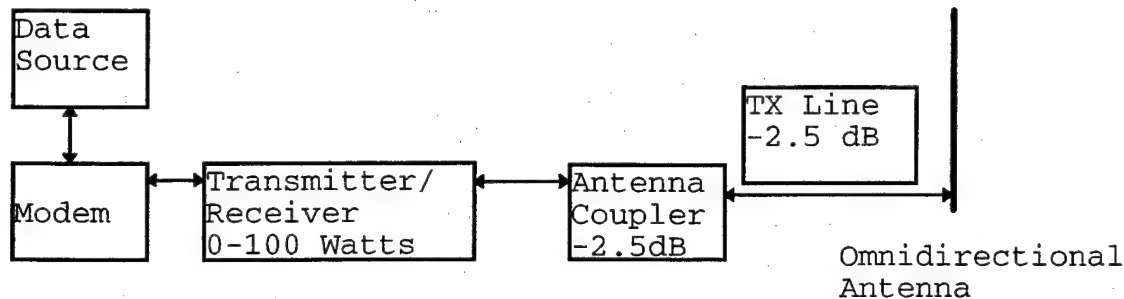 Data
Source
Modem
Transmitter/
Receiver
0-100 Watts
Antenna
Coupler
-2.5dB
TX Line
-2.5 dB
Omnidirectional
Antenna